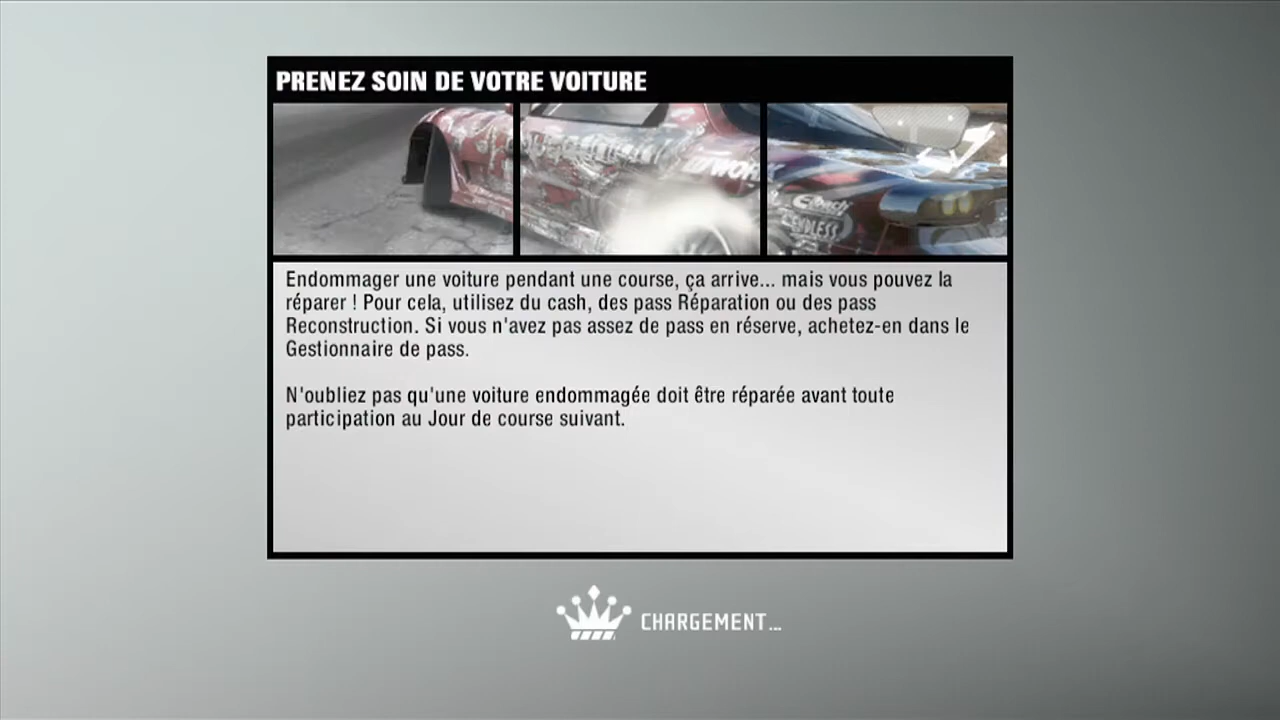 PRENEZ SOIN DE VOTRE VOITURE
WORK
Eibach
ENDLESS
Endommager une voiture pendant une course, ça arrive... mais vous pouvez la
réparer ! Pour cela, utilisez du cash, des pass Réparation ou des pass
Reconstruction. Si vous n'avez pas assez de pass en réserve, achetez-en dans le
Gestionnaire de pass.
N'oubliez pas qu'une voiture endommagée doit être réparée avant toute
participation au Jour de course suivant.
CHARGEMENT...